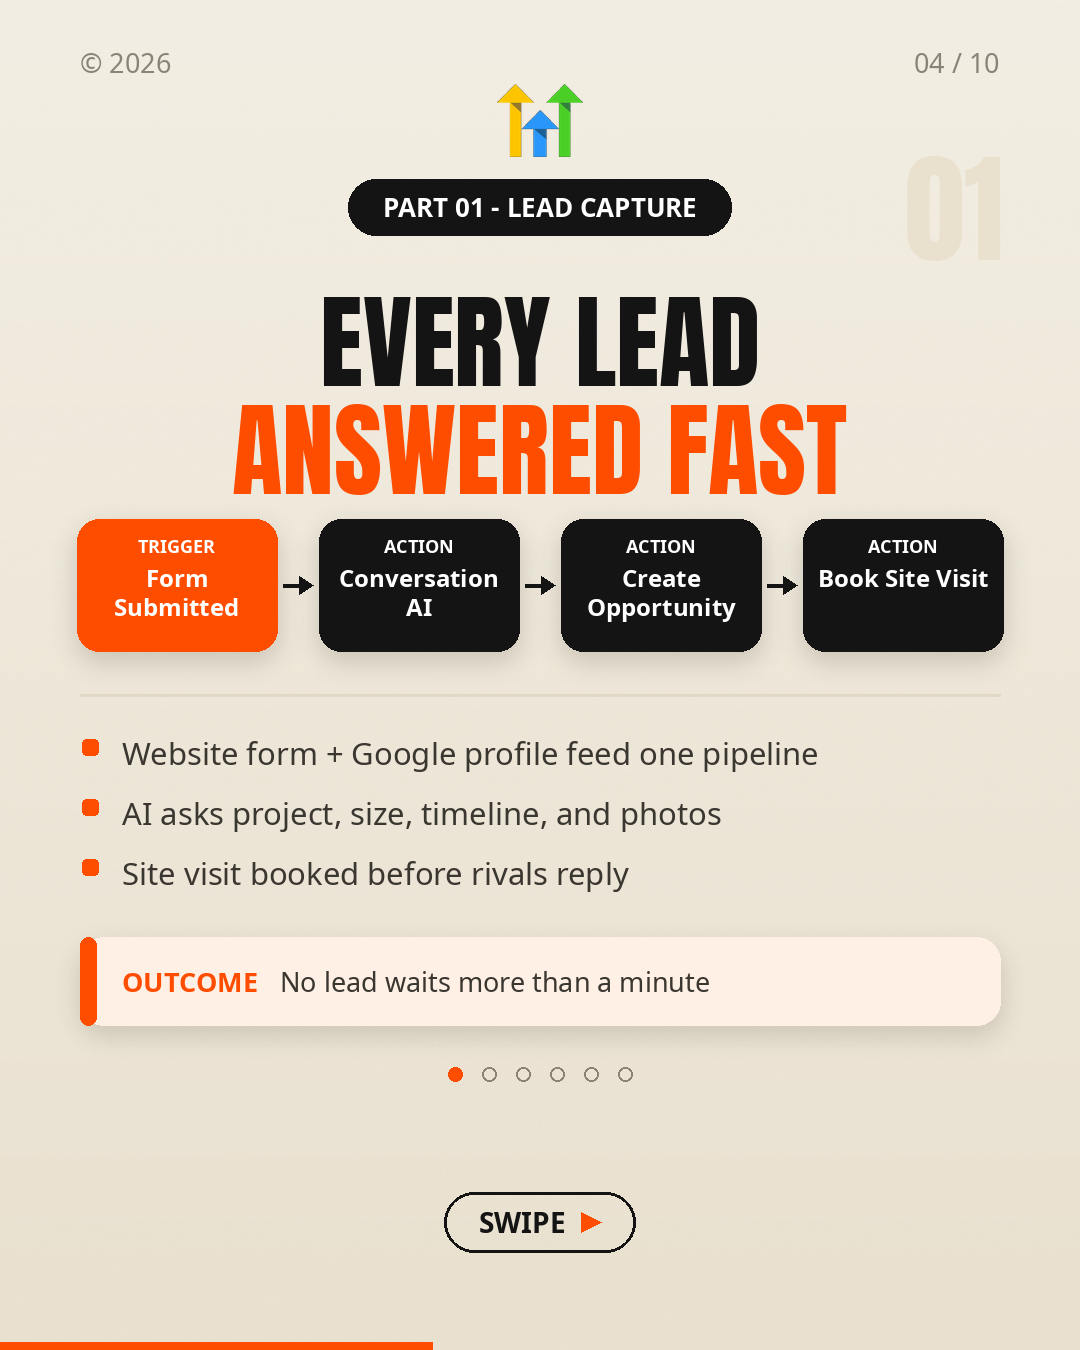 © 2026
04 / 10
PART 01 - LEAD CAPTURE
01
EVERY LEAD
ANSWERED FAST
TRIGGER
Form
Submitted
ACTION
Conversation
AI
ACTION
Create
Opportunity
ACTION
Book Site Visit
Website form + Google profile feed one pipeline
AI asks project, size, timeline, and photos
Site visit booked before rivals reply
OUTCOME No lead waits more than a minute
SWIPE